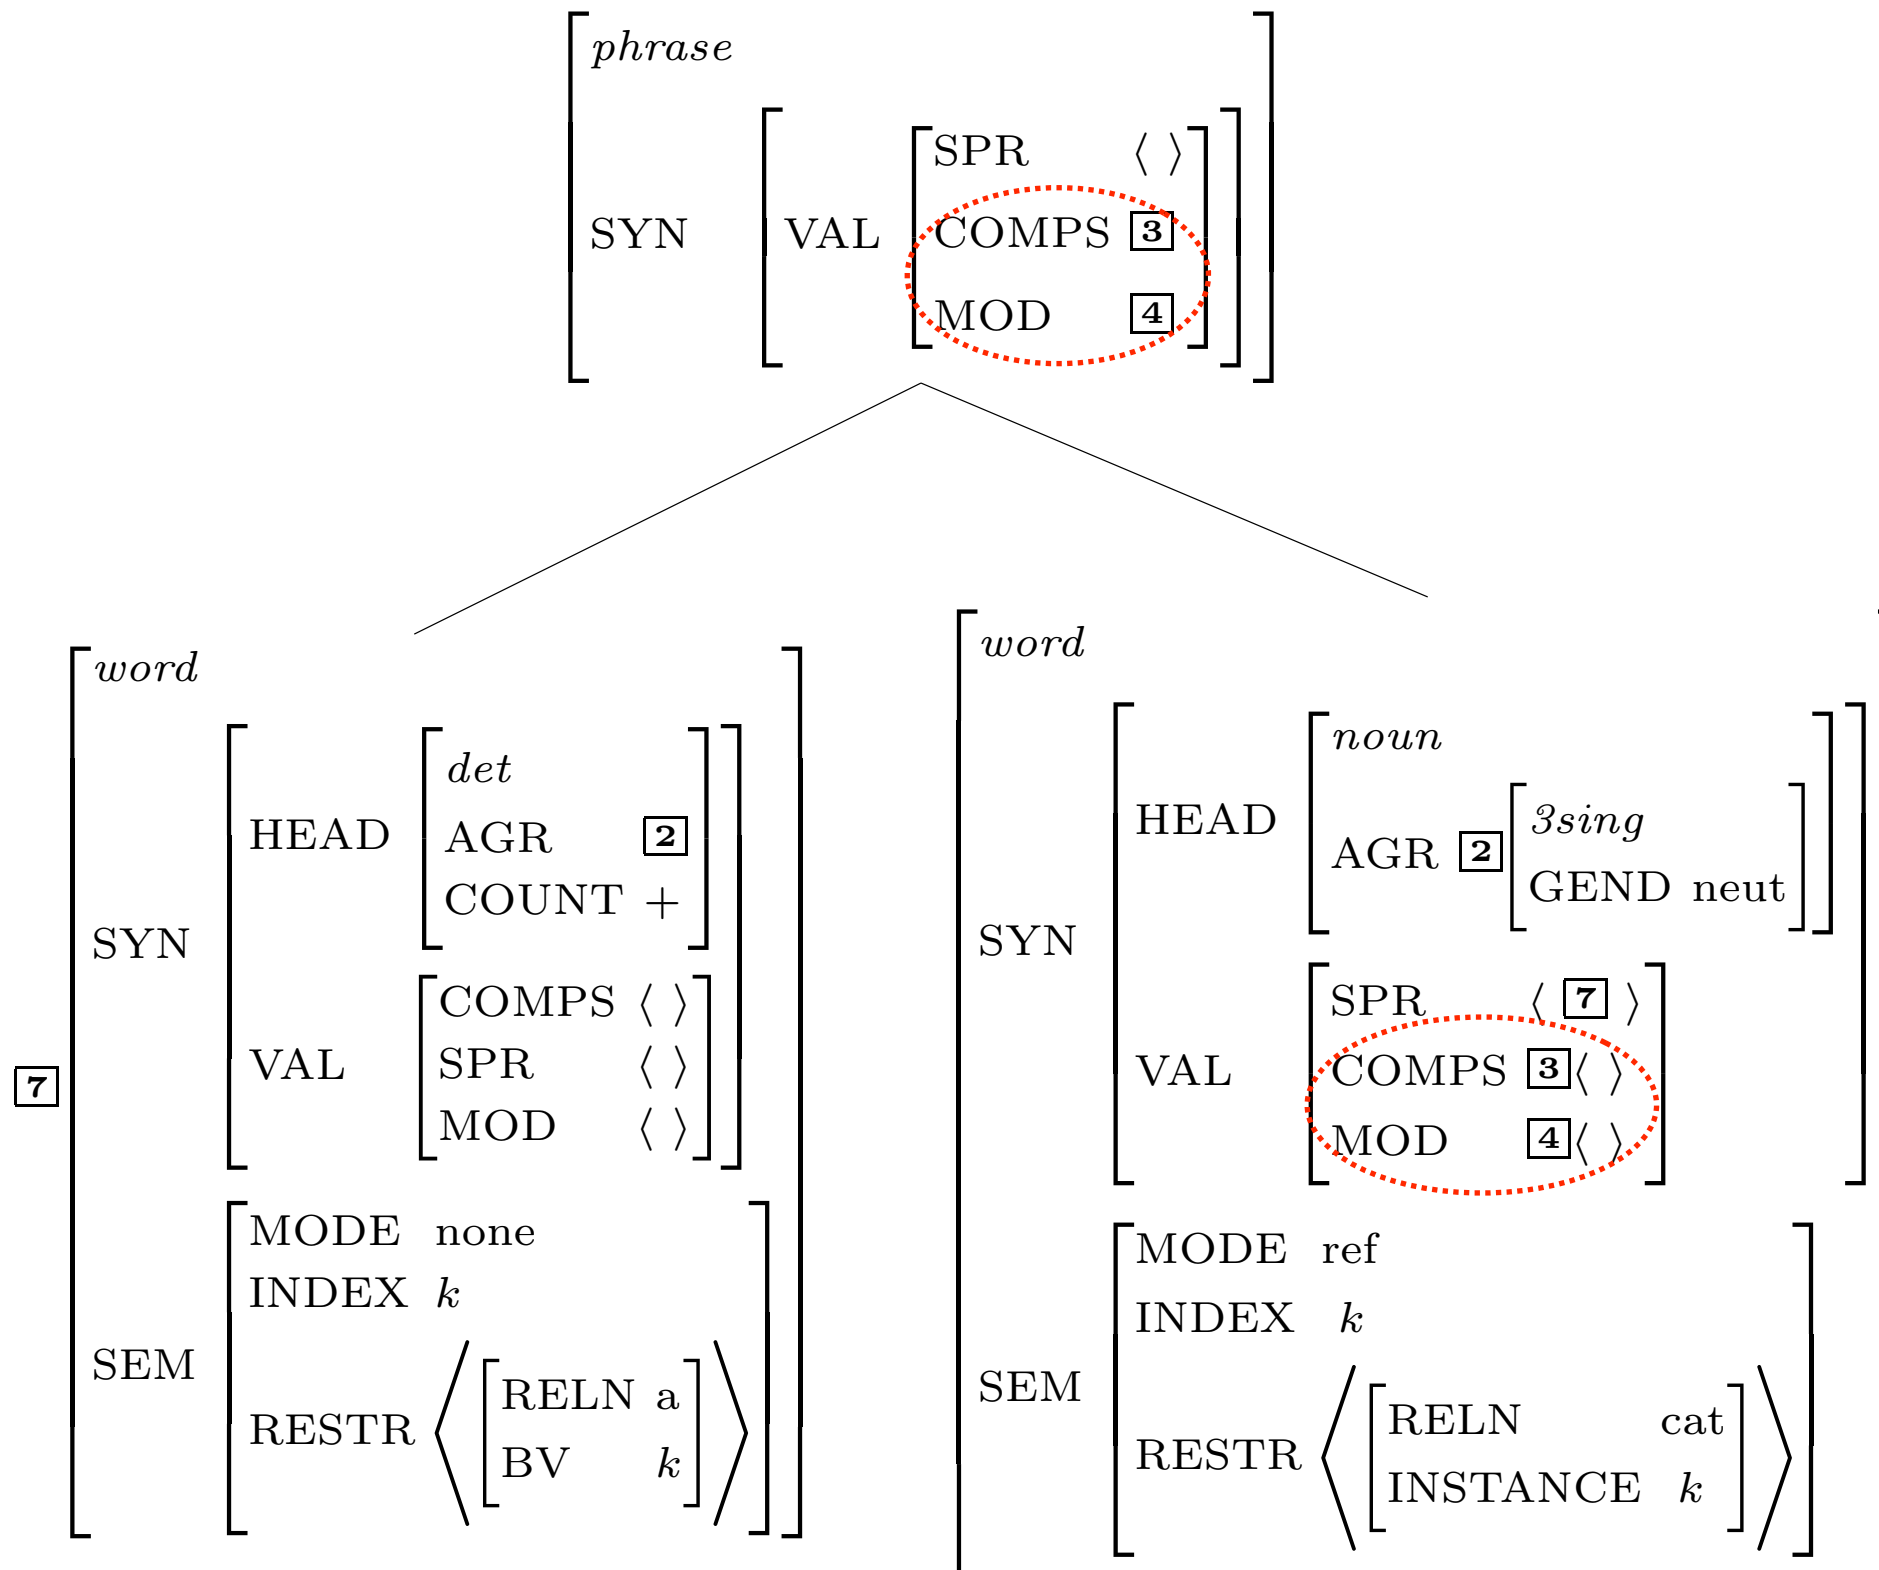 phrase
SPR ⟨ ⟩
SYN VAL COMPS 3
MOD 4
word
det
HEAD AGR 2
COUNT +
SYN
COMPS ⟨ ⟩
VAL SPR ⟨ ⟩
MOD ⟨ ⟩
7
MODE none
INDEX k
SEM
RELN a
RESTR
BV k
word
noun
HEAD
3sing
AGR 2
GEND neut
SYN
SPR ⟨ 7 ⟩
VAL COMPS 3 ⟨ ⟩
MOD 4 ⟨ ⟩
MODE ref
INDEX k
SEM
RELN cat
RESTR
INSTANCE k